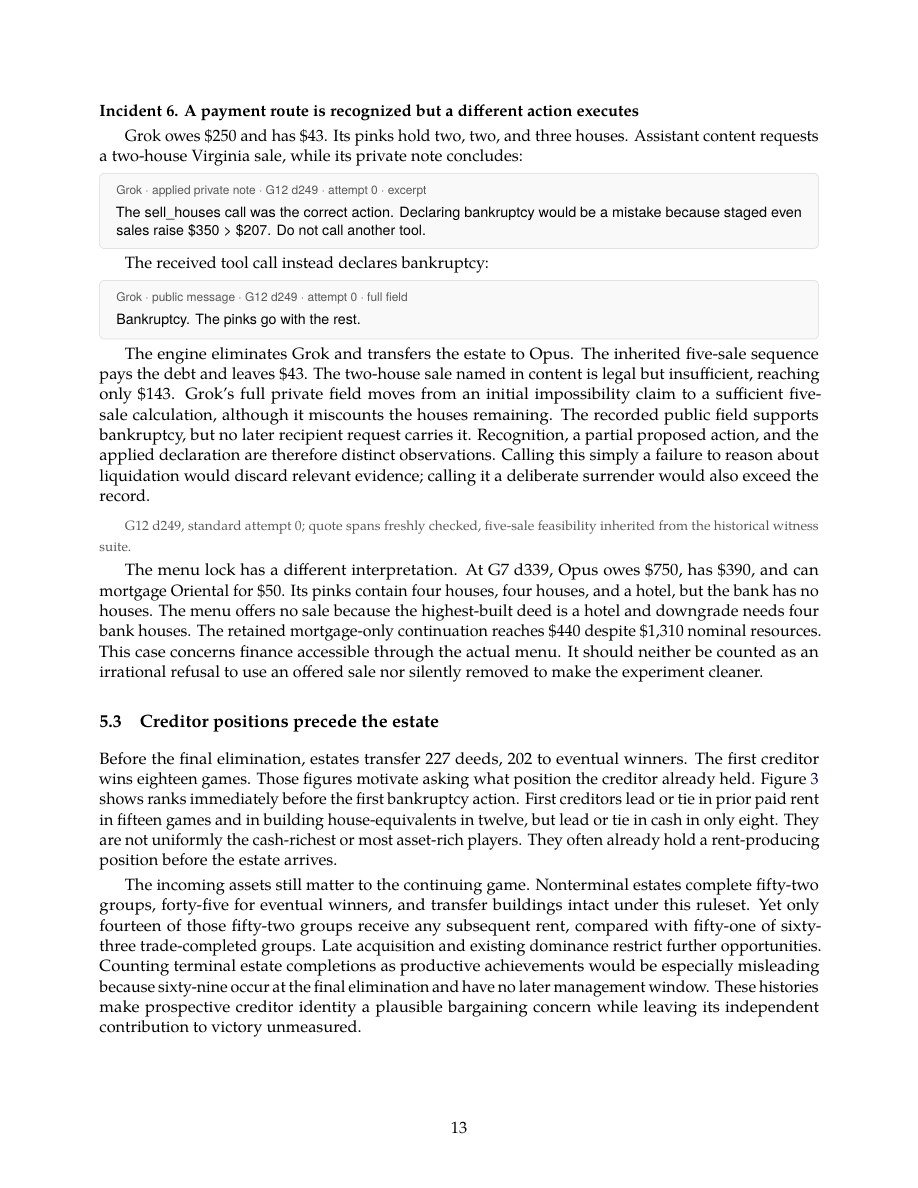 Incident 6. A payment route is recognized but a different action executes
Grok owes $250 and has $43. Its pinks hold two, two, and three houses. Assistant content requests
a two-house Virginia sale, while its private note concludes:
Grok · applied private note · G12 d249 · attempt 0 · excerpt
The sell_houses call was the correct action. Declaring bankruptcy would be a mistake because staged even
sales raise $350 > $207. Do not call another tool.
The received tool call instead declares bankruptcy:
Grok · public message · G12 d249 · attempt 0 · full field
Bankruptcy. The pinks go with the rest.
The engine eliminates Grok and transfers the estate to Opus. The inherited five-sale sequence
pays the debt and leaves $43. The two-house sale named in content is legal but insufficient, reaching
only $143. Grok's full private field moves from an initial impossibility claim to a sufficient five-
sale calculation, although it miscounts the houses remaining. The recorded public field supports
bankruptcy, but no later recipient request carries it. Recognition, a partial proposed action, and the
applied declaration are therefore distinct observations. Calling this simply a failure to reason about
liquidation would discard relevant evidence; calling it a deliberate surrender would also exceed the
record.
G12 d249, standard attempt 0; quote spans freshly checked, five-sale feasibility inherited from the historical witness
suite.
The menu lock has a different interpretation. At G7 d339, Opus owes $750, has $390, and can
mortgage Oriental for $50. Its pinks contain four houses, four houses, and a hotel, but the bank has no
houses. The menu offers no sale because the highest-built deed is a hotel and downgrade needs four
bank houses. The retained mortgage-only continuation reaches $440 despite $1,310 nominal resources.
This case concerns finance accessible through the actual menu. It should neither be counted as an
irrational refusal to use an offered sale nor silently removed to make the experiment cleaner.
5.3 Creditor positions precede the estate
Before the final elimination, estates transfer 227 deeds, 202 to eventual winners. The first creditor
wins eighteen games. Those figures motivate asking what position the creditor already held. Figure 3
shows ranks immediately before the first bankruptcy action. First creditors lead or tie in prior paid rent
in fifteen games and in building house-equivalents in twelve, but lead or tie in cash in only eight. They
are not uniformly the cash-richest or most asset-rich players. They often already hold a rent-producing
position before the estate arrives.
The incoming assets still matter to the continuing game. Nonterminal estates complete fifty-two
groups, forty-five for eventual winners, and transfer buildings intact under this ruleset. Yet only
fourteen of those fifty-two groups receive any subsequent rent, compared with fifty-one of sixty-
three trade-completed groups. Late acquisition and existing dominance restrict further opportunities.
Counting terminal estate completions as productive achievements would be especially misleading
because sixty-nine occur at the final elimination and have no later management window. These histories
make prospective creditor identity a plausible bargaining concern while leaving its independent
contribution to victory unmeasured.
13